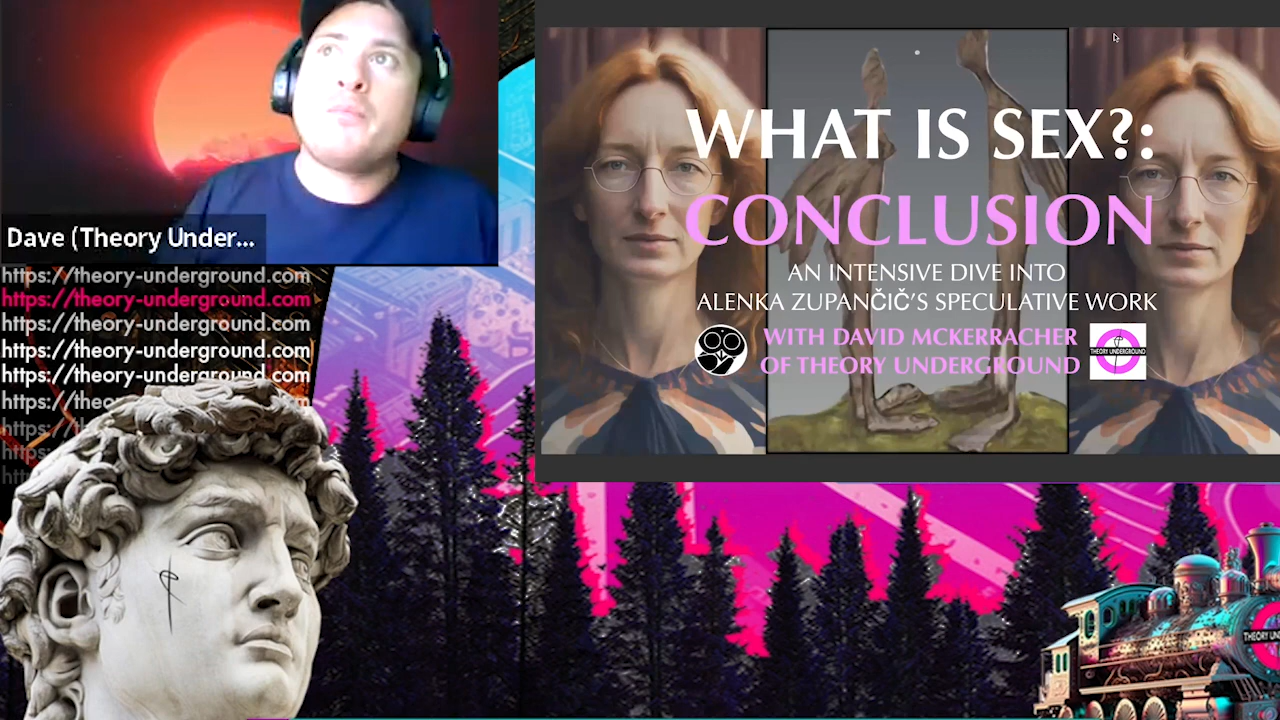 Dave (Theory Under...
https://theory-underground.com
https://theory-underground.com
https://theory-underground.com
https://theory-underground.com
https://theory-underground.com
WHAT IS SEX?:
CONCLUSION
AN INTENSIVE DIVE INTO
ALENKA ZUPANČIČ'S SPECULATIVE WORK
WITH DAVID MCKERRACHER
OF THEORY UNDERGROUND
THEORY UNDERGROUND